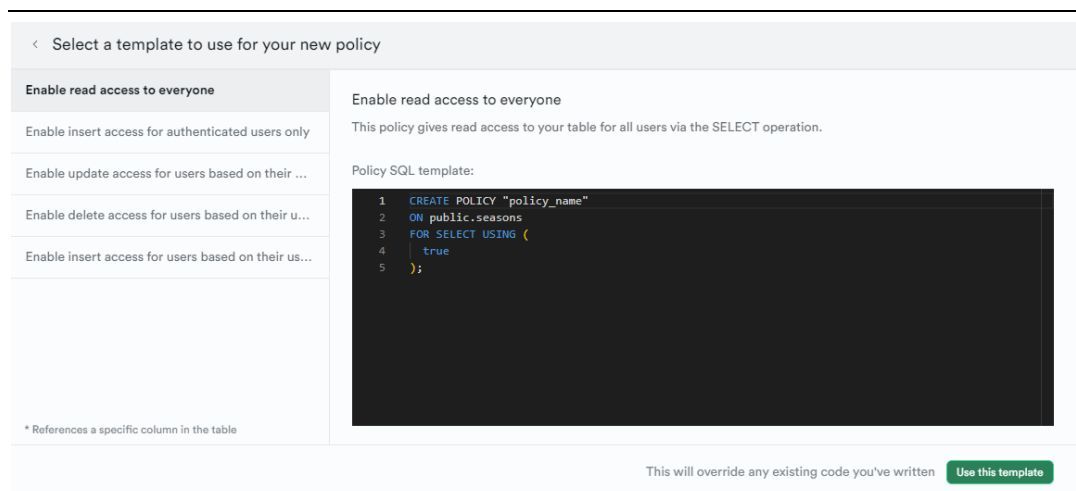 < Select a template to use for your new policy
Enable read access to everyone
Enable insert access for authenticated users only
Enable update access for users based on their ...
Enable delete access for users based on their u...
Enable insert access for users based on their us...
* References a specific column in the table
Enable read access to everyone
This policy gives read access to your table for all users via the SELECT operation.
Policy SQL template:
1 CREATE POLICY "policy_name"
2 ON public.seasons
3 FOR SELECT USING (
4 true
5 );
This will override any existing code you've written Use this template